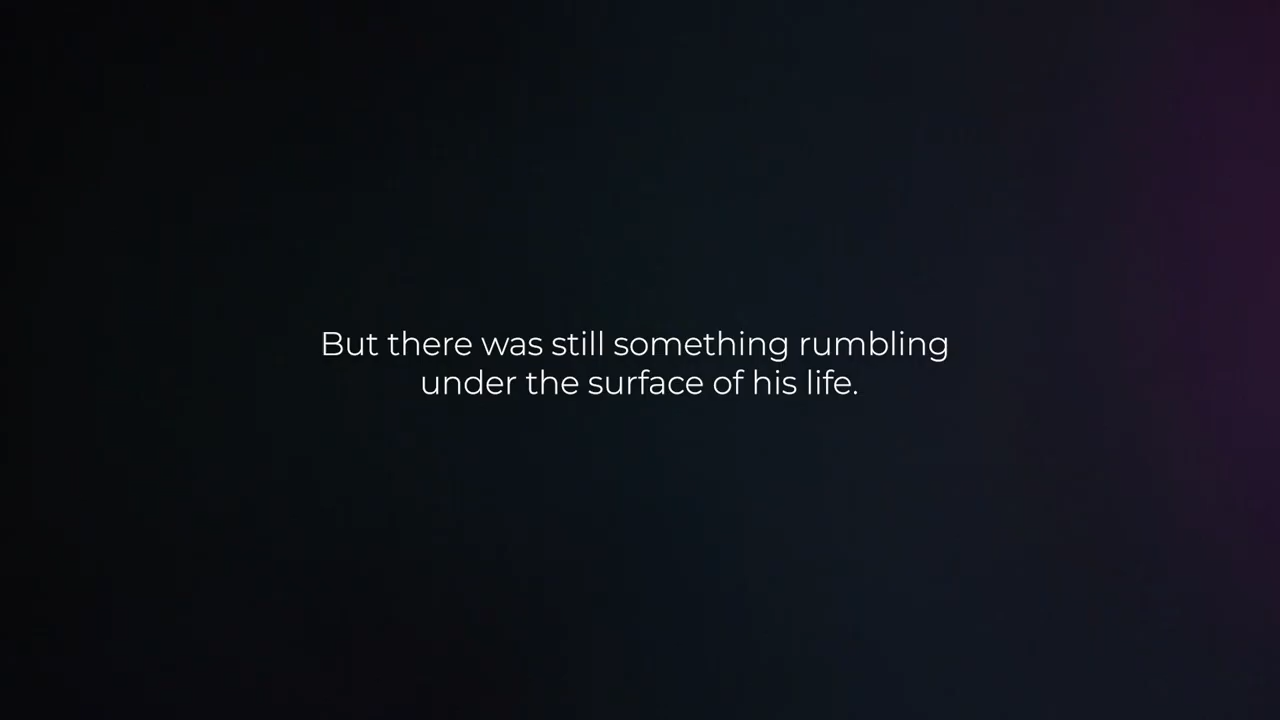 But there was still something rumbling
under the surface of his life.